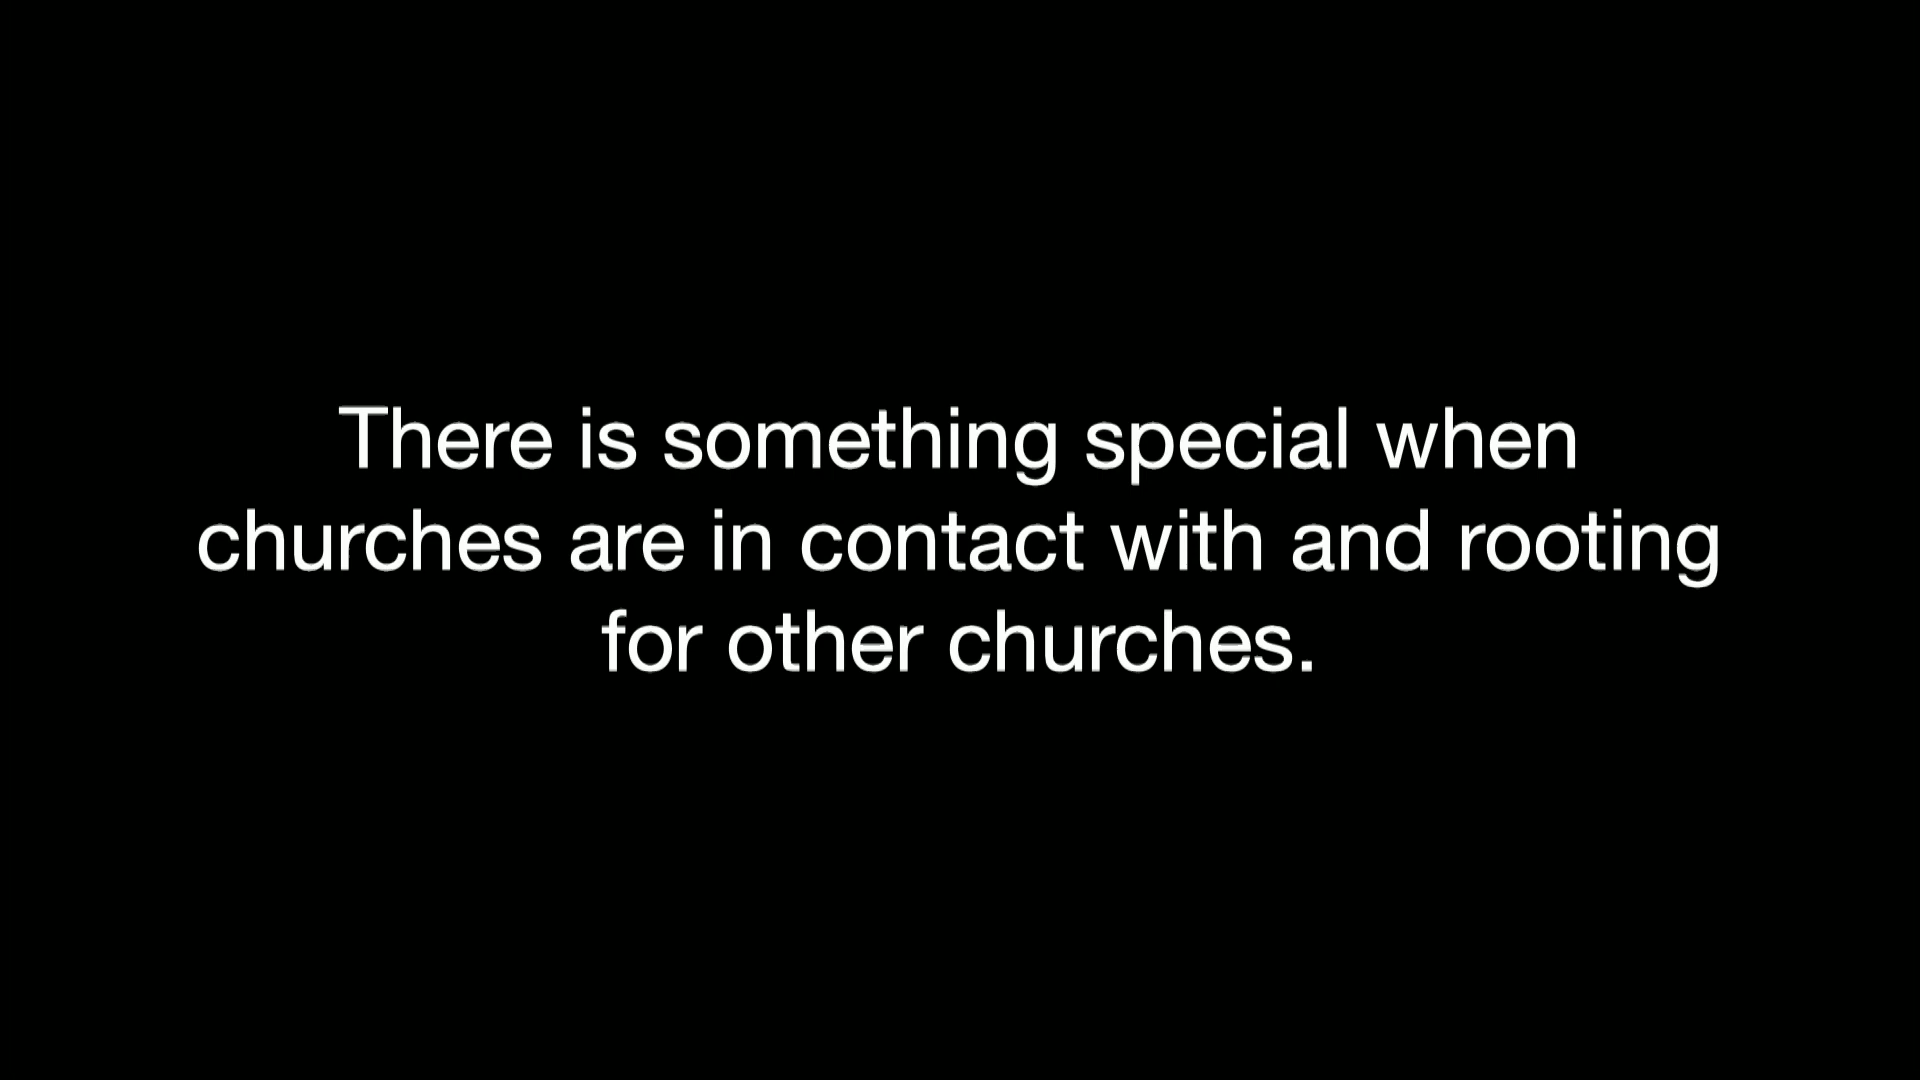 There is something special when
churches are in contact with and rooting
for other churches.